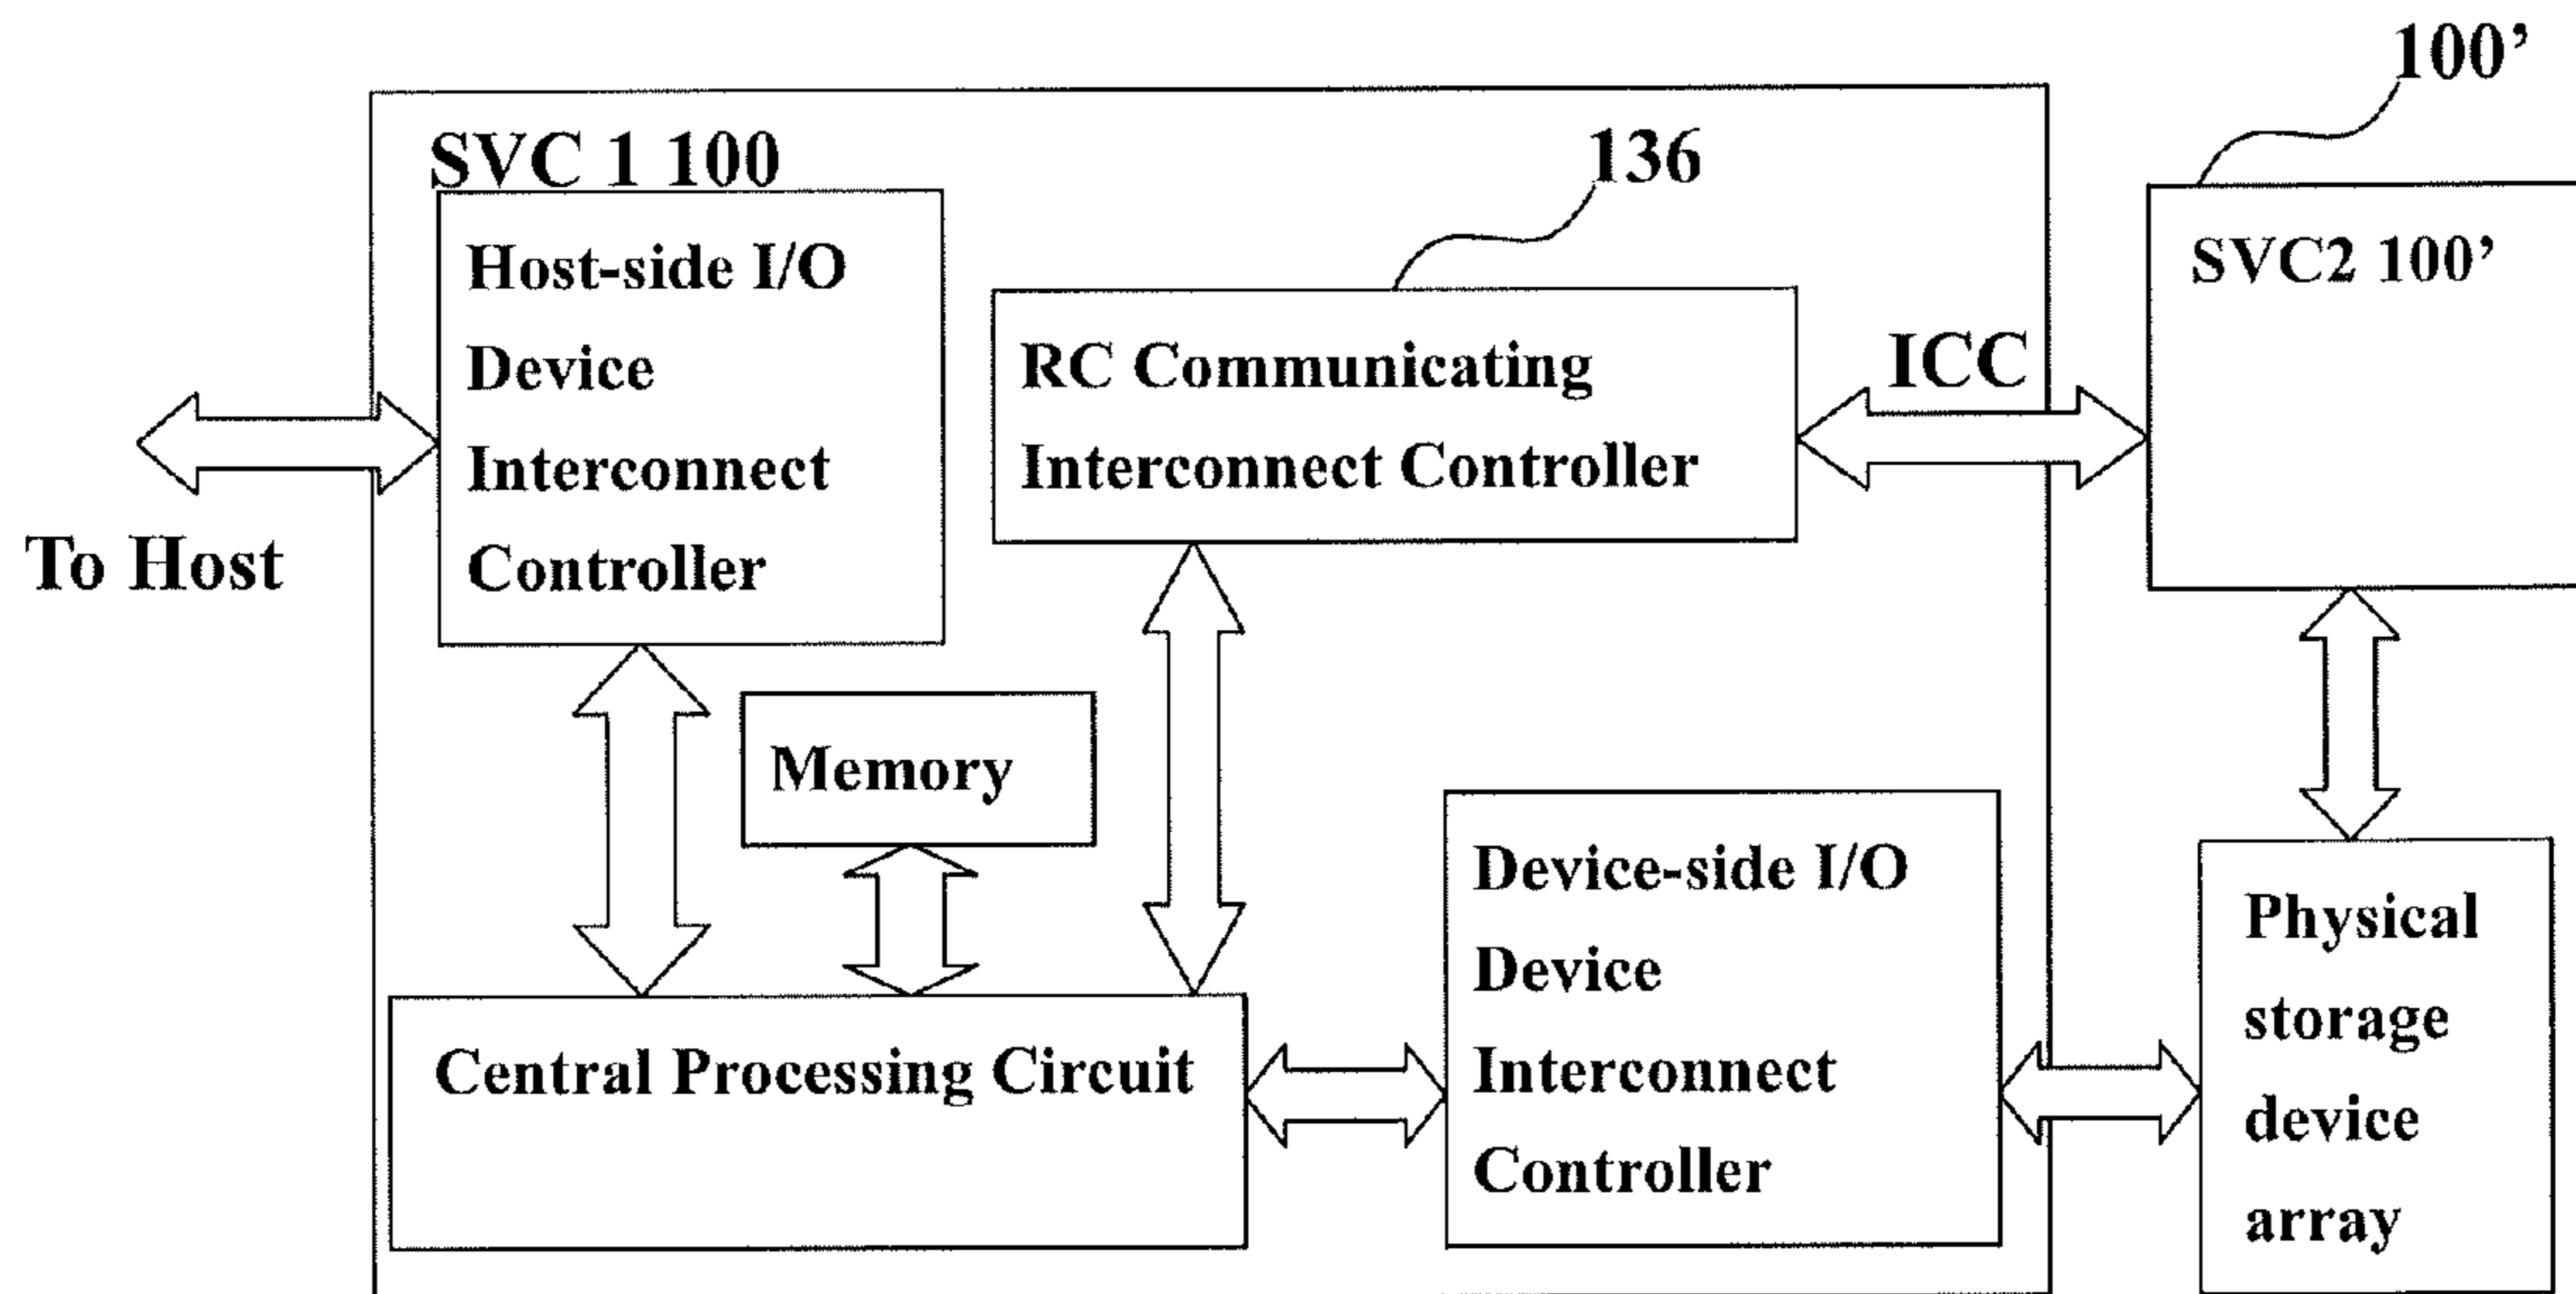 100’
SVC 1 100
136
Host-side I/O
Device
Interconnect
Controller
RC Communicating
Interconnect Controller
ICC
SVC2 100’
To Host
Memory
Central Processing Circuit
Device-side I/O
Device
Interconnect
Controller
Physical
storage
device
array